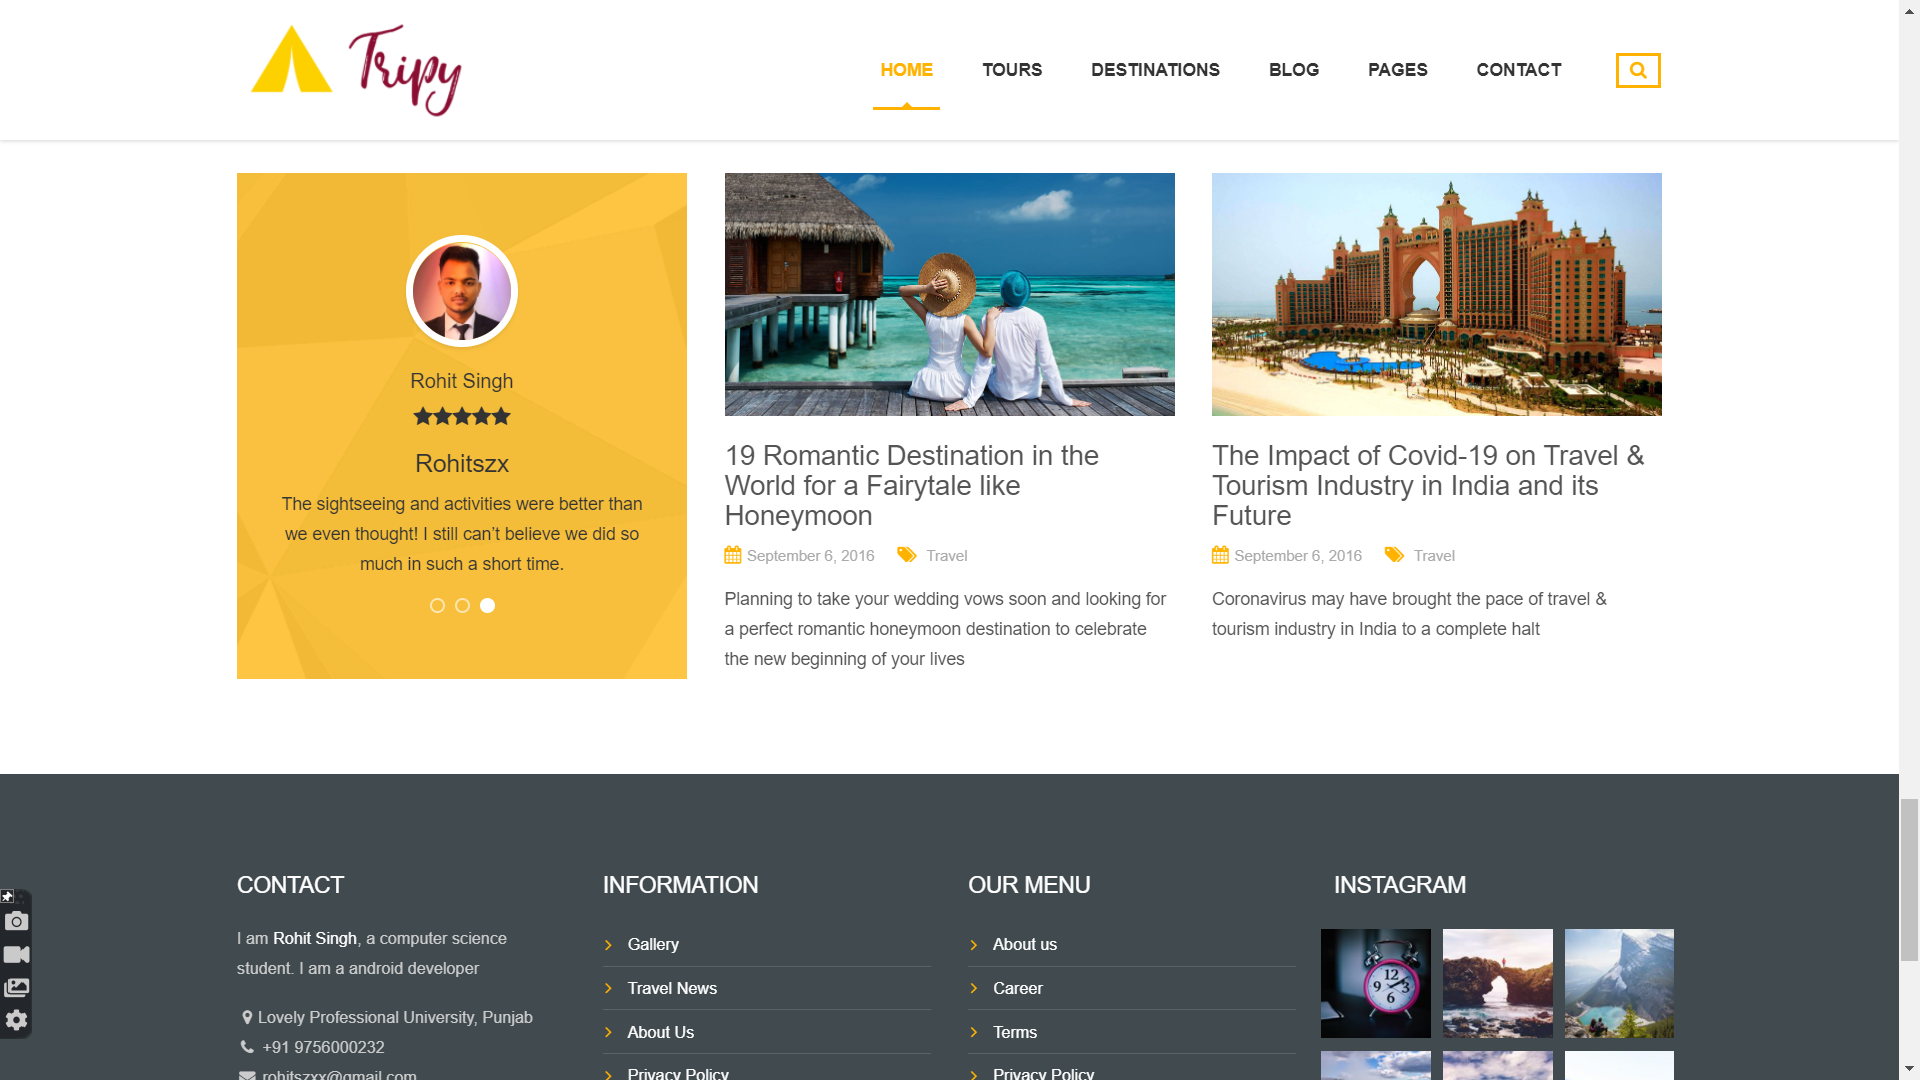 Tripy
HOME
TOURS
DESTINATIONS
BLOG
PAGES
CONTACT
Rohit Singh
Rohitszx
The sightseeing and activities were better than
we even thought! I still can’t believe we did so
much in such a short time.
19 Romantic Destination in the
World for a Fairytale like
Honeymoon
September 6, 2016
Travel
Planning to take your wedding vows soon and looking for
a perfect romantic honeymoon destination to celebrate
the new beginning of your lives
The Impact of Covid-19 on Travel &
Tourism Industry in India and its
Future
September 6, 2016
Travel
Coronavirus may have brought the pace of travel &
tourism industry in India to a complete halt
CONTACT
I am Rohit Singh, a computer science
student. I am a android developer
Lovely Professional University, Punjab
+91 9756000232
rohitszxx@gmail.com
INFORMATION
Gallery
Travel News
About Us
Privacy Policy
OUR MENU
About us
Career
Terms
Privacy Policy
INSTAGRAM
12
9
3
6